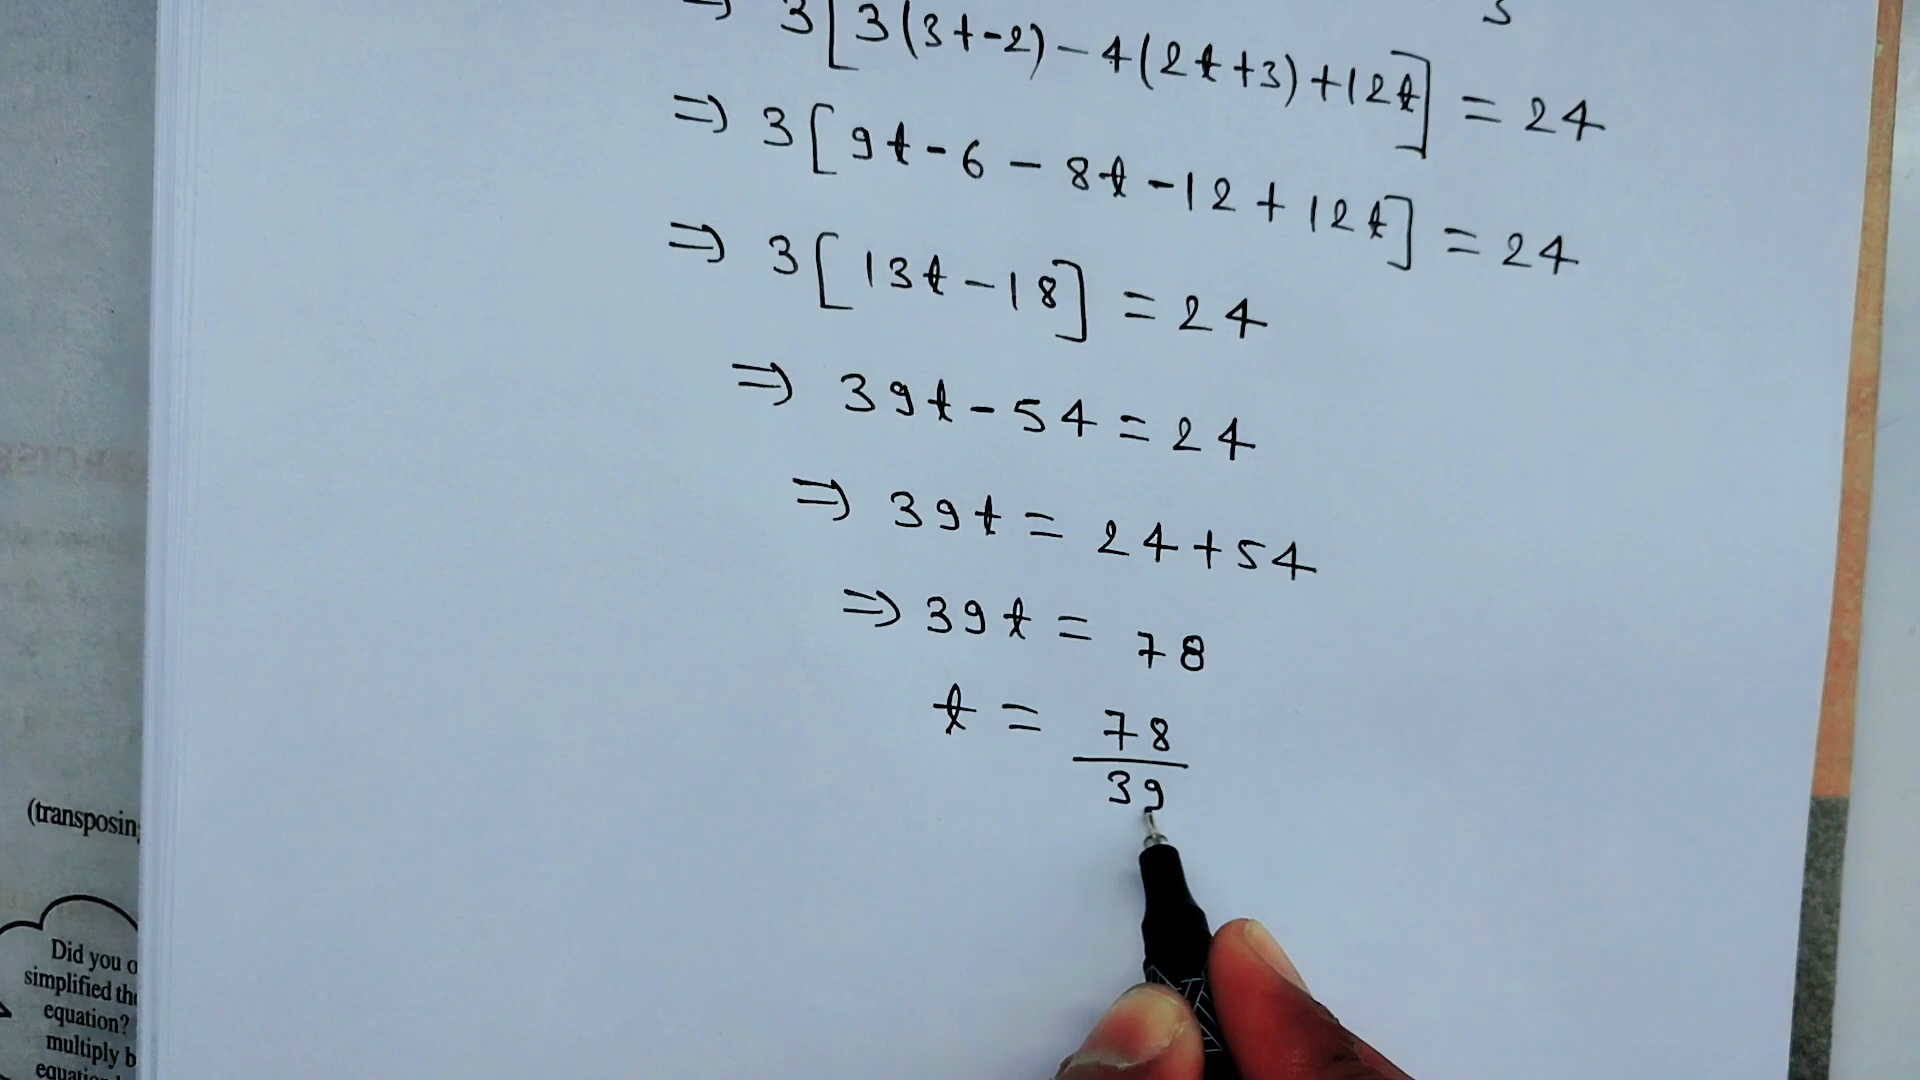 ⇒ 3[3(3t-2)-4(2t+3)+12t] = 24
⇒ 3[9t-6-8t-12+12t] = 24
⇒ 3[13t-18] = 24
⇒ 39t-54 = 24
⇒ 39t = 24+54
⇒ 39t = 78
t = 78/39
(transposin
Did you o
simplified the
equation?
multiply b